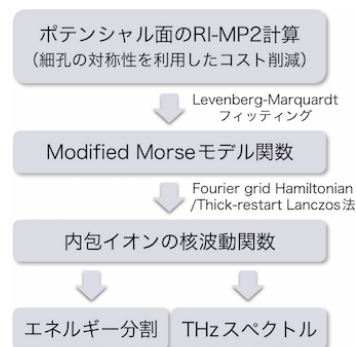 ポテンシャル面のRI-MP2計算
（細孔の対称性を利用したコスト削減）
Levenberg-Marquardt
フィッティング
Modified Morseモデル関数
Fourier grid Hamiltonian
/Thick-restart Lanczos法
内包イオンの核波動関数
エネルギー分割
THzスペクトル